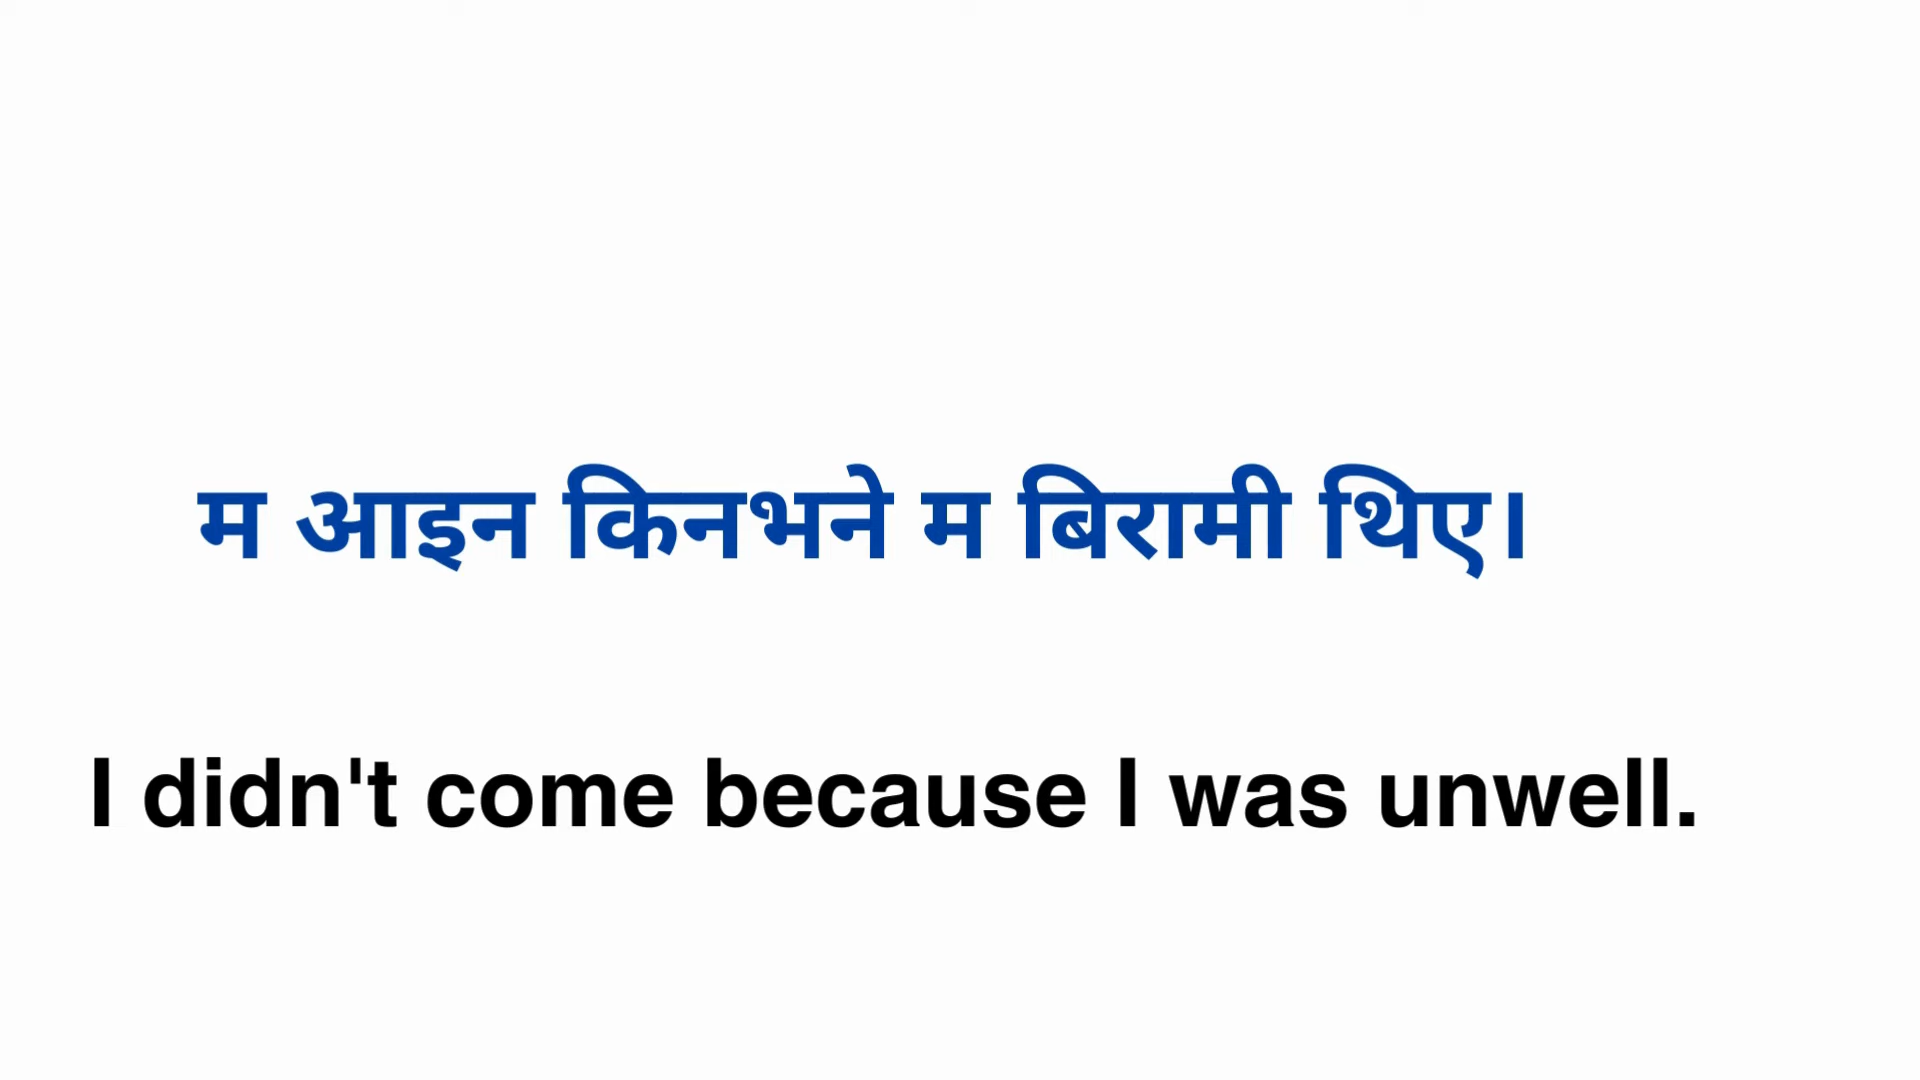 म आइन किनभने म बिरामी थिए।
I didn't come because I was unwell.